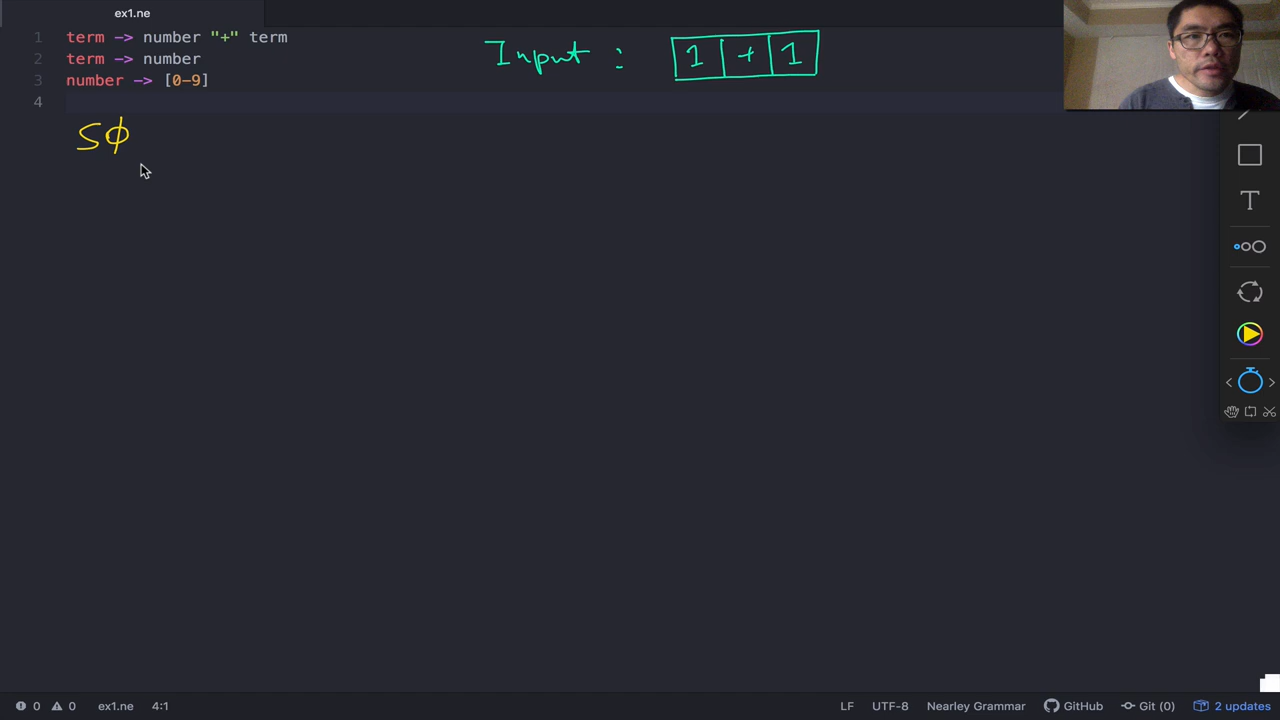 ex1.ne
1 term -> number "+" term
2 term -> number
3 number -> [0-9]
4
Input : 1 + 1
SØ
T
0 0 ex1.ne 4:1 LF UTF-8 Nearley Grammar GitHub Git (0) 2 updates